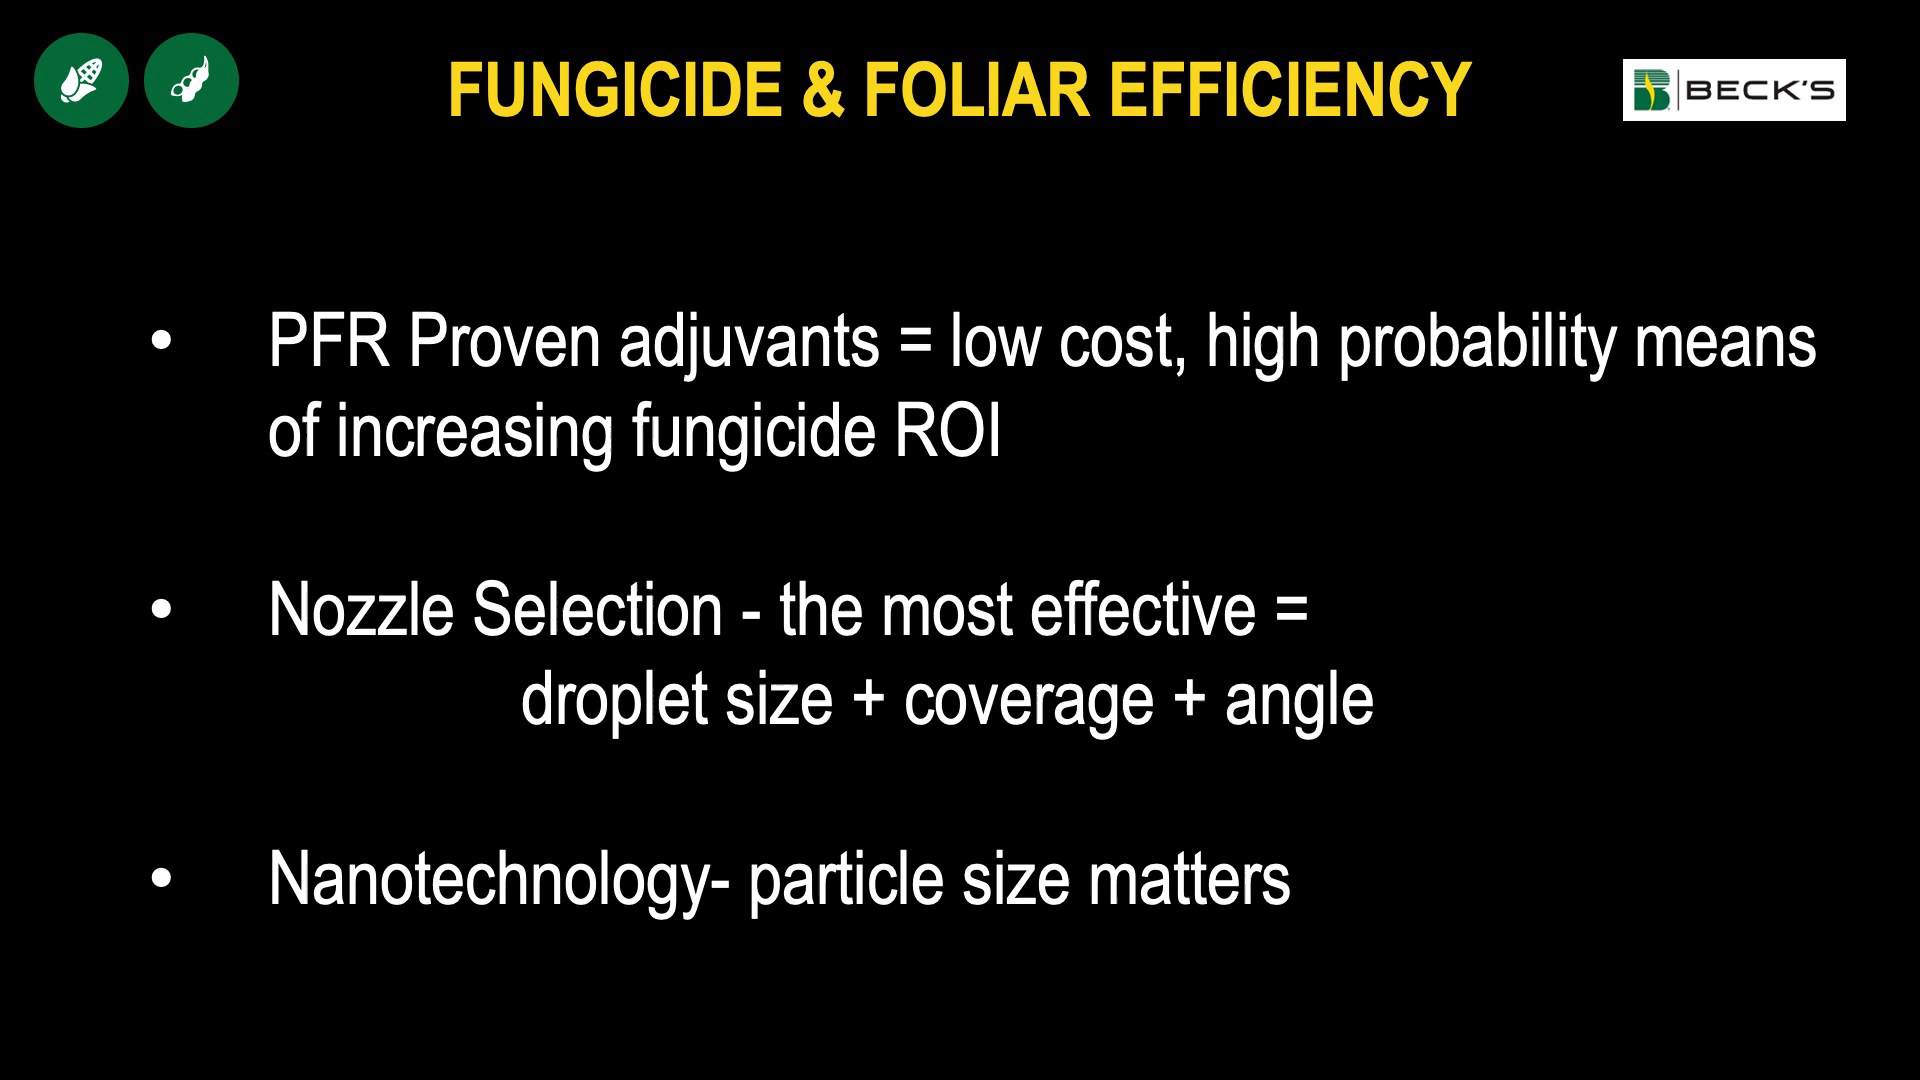 FUNGICIDE & FOLIAR EFFICIENCY
BECK'S
• PFR Proven adjuvants = low cost, high probability means
of increasing fungicide ROI
• Nozzle Selection - the most effective =
droplet size + coverage + angle
• Nanotechnology- particle size matters